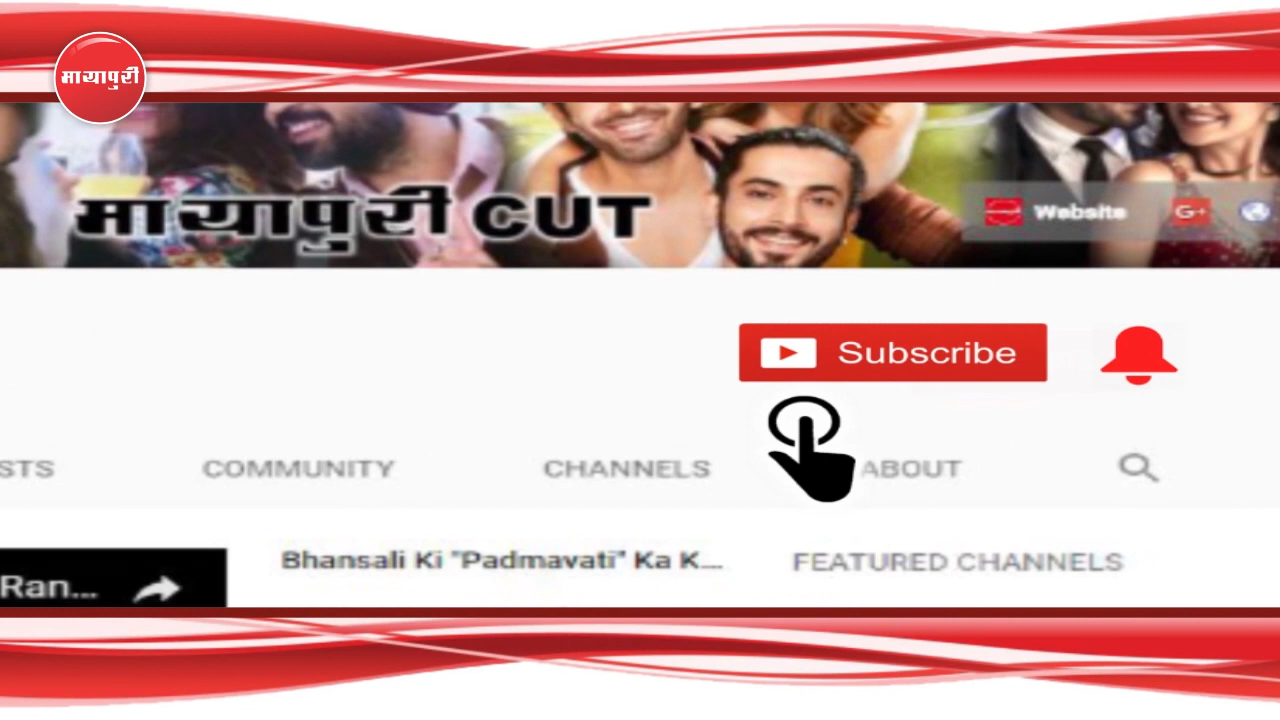 मायापुरी
मायापुरी CUT
Website
G+
Subscribe
STS
COMMUNITY
CHANNELS
ABOUT
Bhansali Ki "Padmavati" Ka K...
FEATURED CHANNELS
Ran...